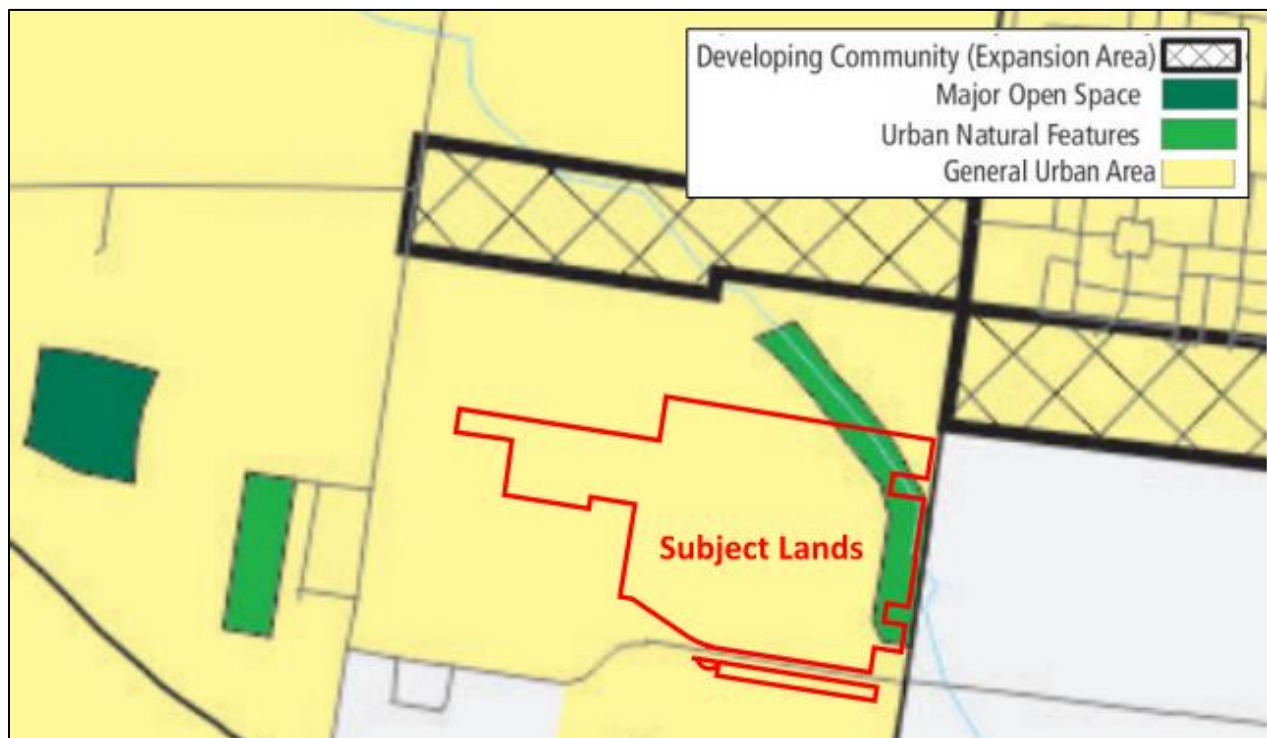 Developing Community (Expansion Area)
Major Open Space
Urban Natural Features
General Urban Area
Subject Lands